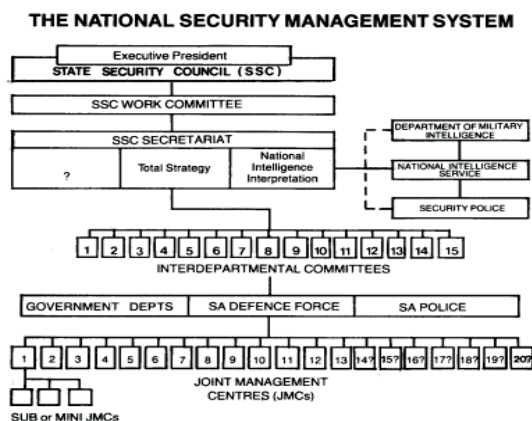 THE NATIONAL SECURITY MANAGEMENT SYSTEM
Executive President
STATE SECURITY COUNCIL (SSC)
SSC WORK COMMITTEE
SSC SECRETARIAT
?
Total Strategy
National
Intelligence
Interpretation
DEPARTMENT OF MILITARY
INTELLIGENCE
NATIONAL INTELLIGENCE
SERVICE
SECURITY POLICE
1 2 3 4 5 6 7 8 9 10 11 12 13 14 15
INTERDEPARTMENTAL COMMITTEES
GOVERNMENT DEPTS
SA DEFENCE FORCE
SA POLICE
1 2 3 4 5 6 7 8 9 10 11 12 13 14? 15? 16? 17? 18? 19? 20?
JOINT MANAGEMENT
CENTRES (JMCs)
SUB or MINI JMCs